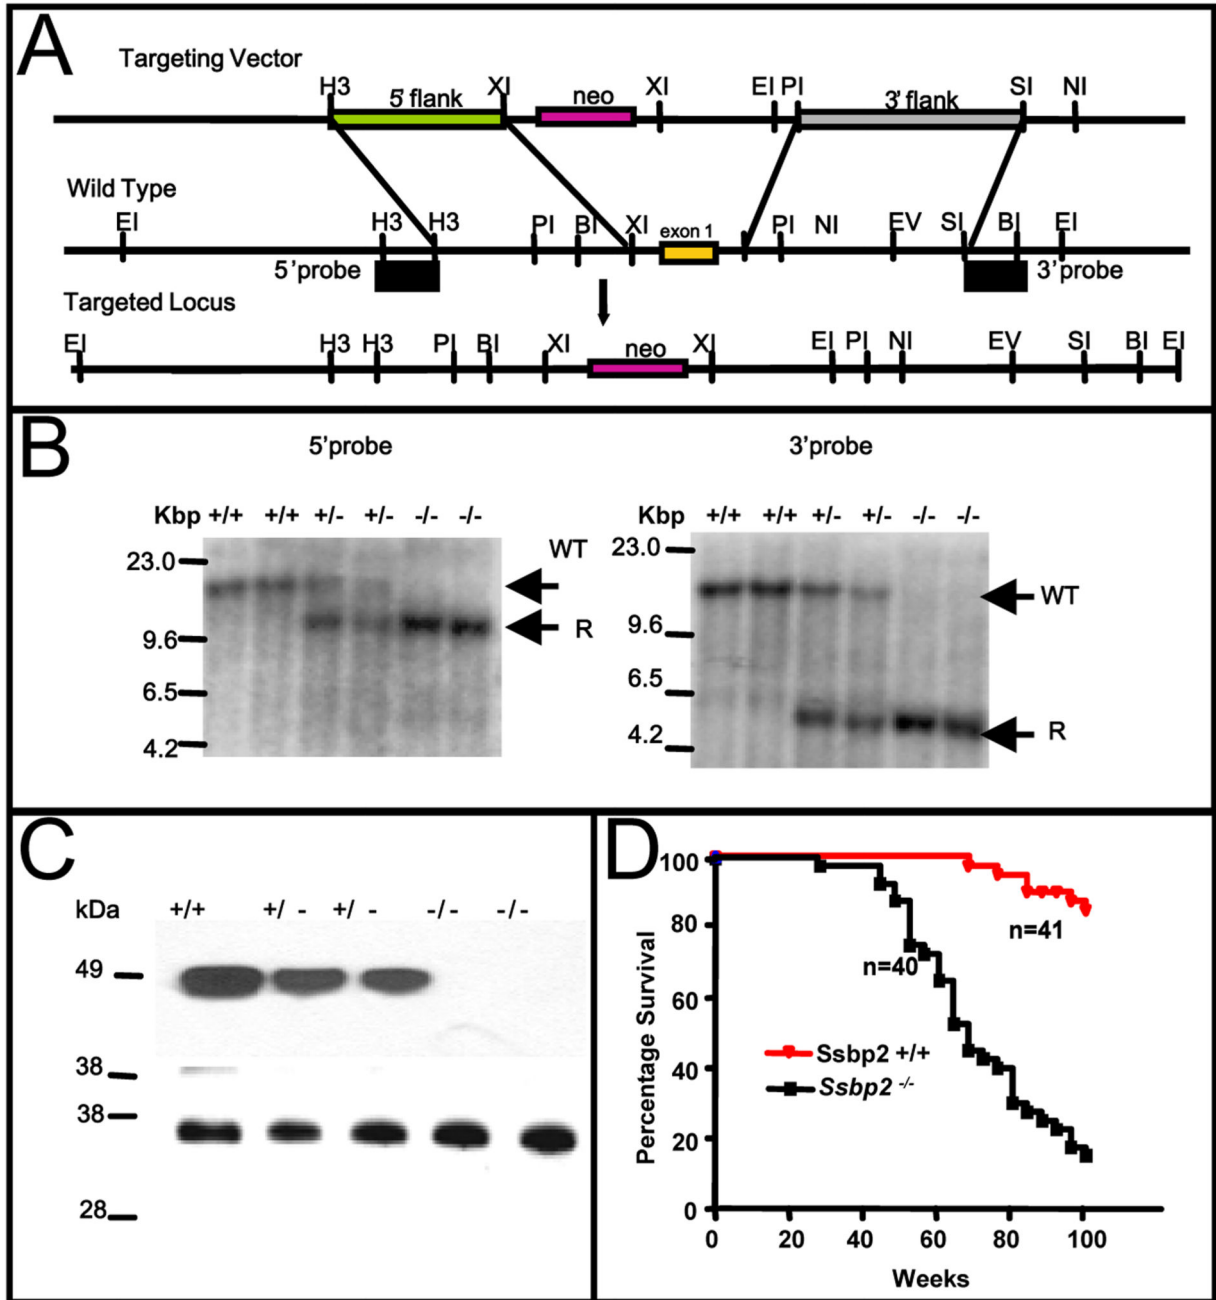 A
Targeting Vector
H3 5' flank XI neo XI EI PI 3' flank SI NI
Wild Type
EI H3 H3 PI BI XI exon 1 PI NI EV SI BI EI
5'probe 3'probe
Targeted Locus
EI H3 H3 PI BI XI neo XI EI PI NI EV SI BI EI
B
5'probe 3'probe
Kbp +/+ +/+ +/- +/- -/- -/-
23.0
9.6
6.5
4.2
WT
R
Kbp +/+ +/+ +/- +/- -/- -/-
23.0
9.6
6.5
4.2
WT
R
C
kDa +/+ +/- +/- -/- -/-
49
38
38
28
D
Percentage Survival
100
80
60
40
20
0
n=41
n=40
Ssbp2 +/+
Ssbp2 -/-
0 20 40 60 80 100
Weeks